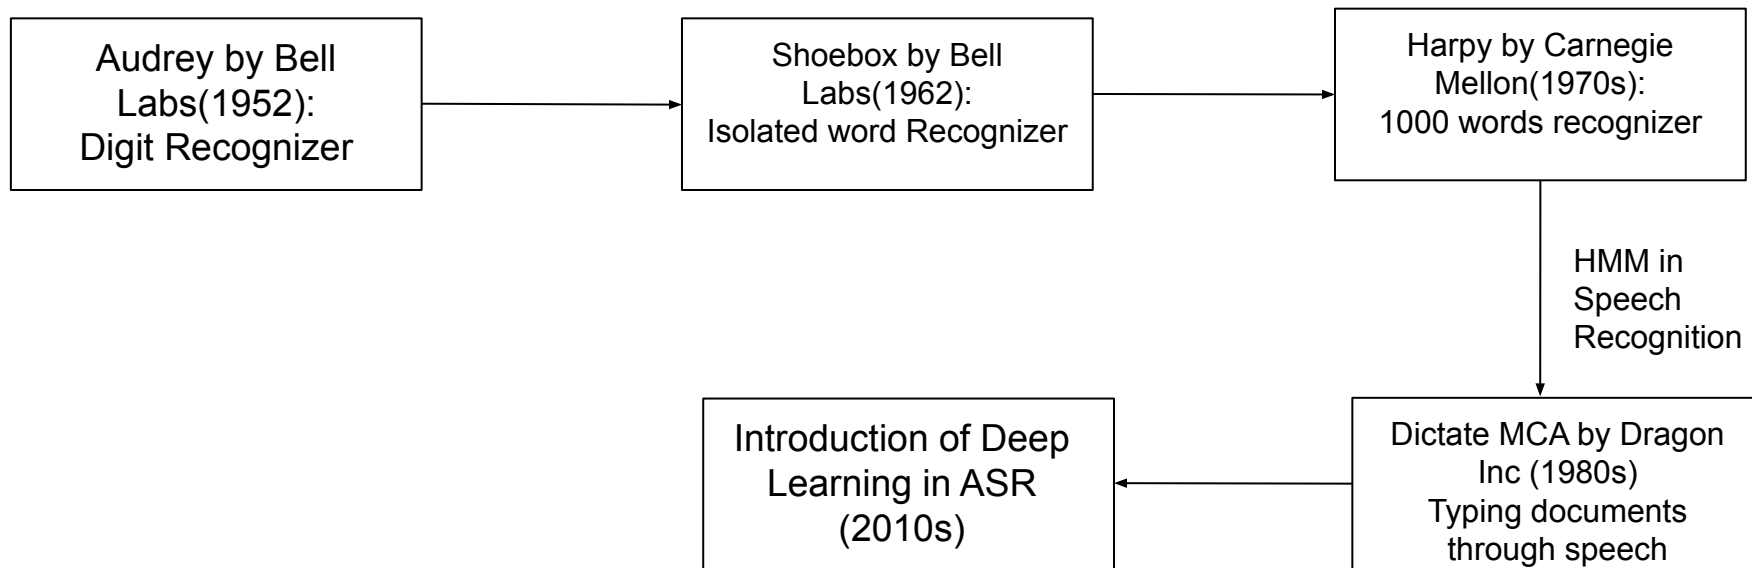 Audrey by Bell
Labs(1952):
Digit Recognizer
Shoebox by Bell
Labs(1962):
Isolated word Recognizer
Harpy by Carnegie
Mellon(1970s):
1000 words recognizer
HMM in
Speech
Recognition
Dictate MCA by Dragon
Inc (1980s)
Typing documents
through speech
Introduction of Deep
Learning in ASR
(2010s)